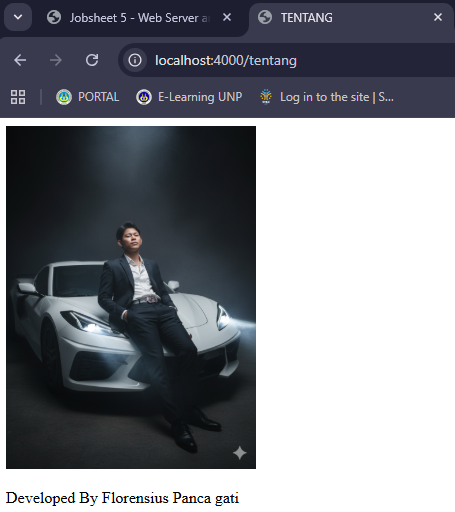 Jobsheet 5 - Web Server a
TENTANG
localhost:4000/tentang
PORTAL
E-Learning UNP
Log in to the site | S...
Developed By Florensius Panca gati